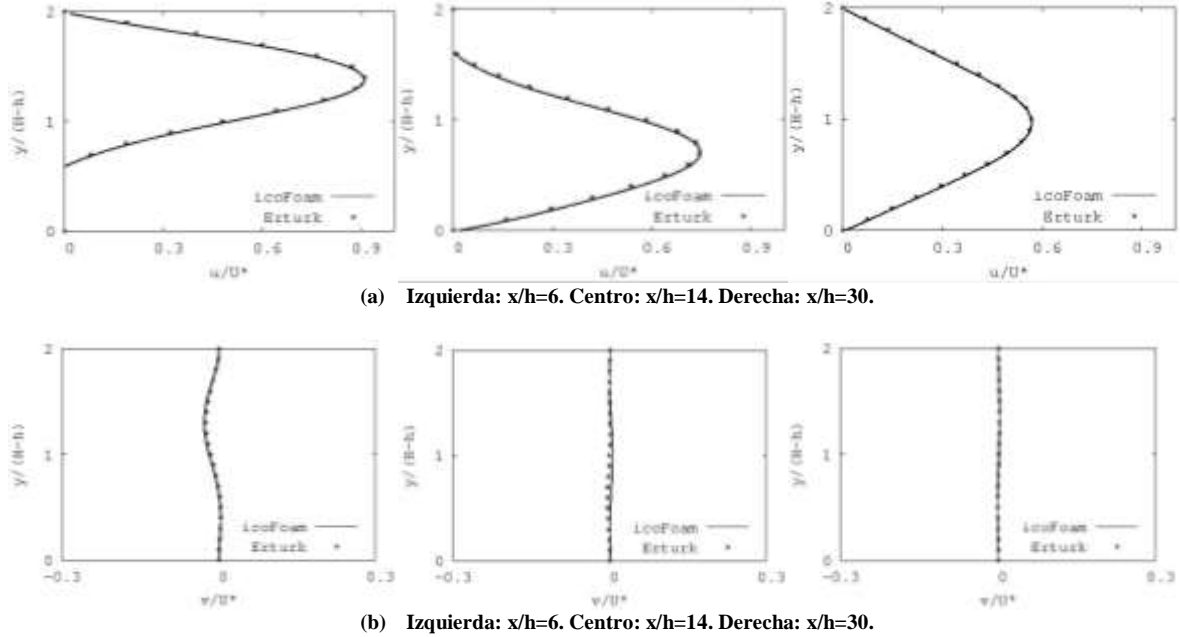 2
1
0
y/(H-h)
icoFoam
Erturk
0 0.3 0.6 0.9
u/U*
2
1
0
y/(H-h)
icoFoam
Erturk
0 0.3 0.6 0.9
u/U*
2
1
0
y/(H-h)
icoFoam
Erturk
0 0.3 0.6 0.9
u/U*
(a) Izquierda: x/h=6. Centro: x/h=14. Derecha: x/h=30.
2
1
0
y/(H-h)
icoFoam
Erturk
-0.3 0 0.3
v/U*
2
1
0
y/(H-h)
icoFoam
Erturk
-0.3 0 0.3
v/U*
2
1
0
y/(H-h)
icoFoam
Erturk
-0.3 0 0.3
v/U*
(b) Izquierda: x/h=6. Centro: x/h=14. Derecha: x/h=30.